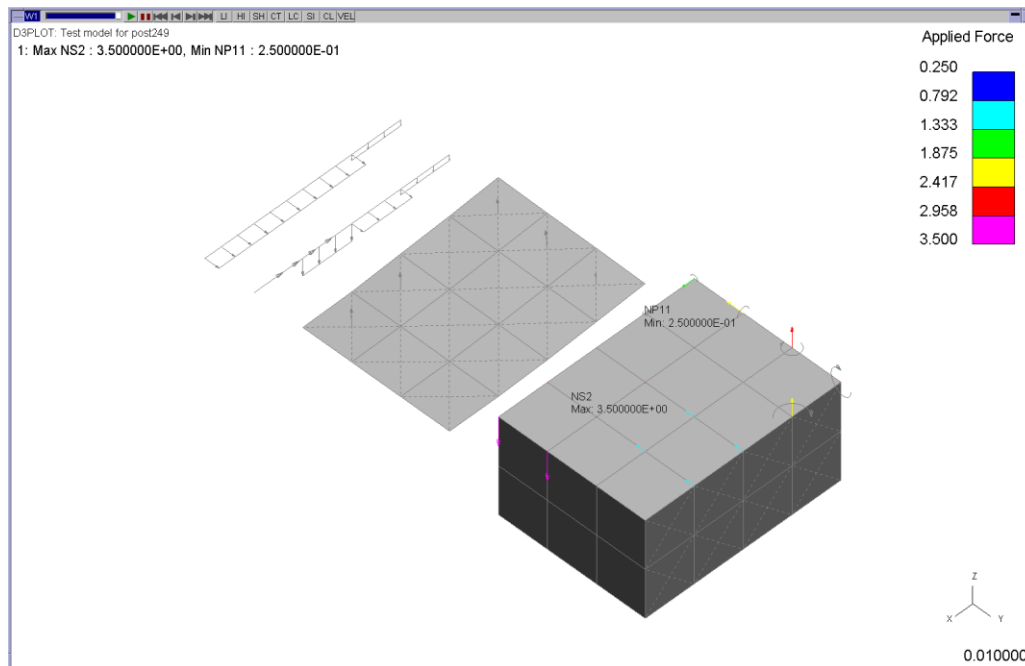 W1 LI HI SH CT LC SI CL VEL
D3PLOT: Test model for post249
1: Max NS2 : 3.500000E+00, Min NP11 : 2.500000E-01
Applied Force
0.250
0.792
1.333
1.875
2.417
2.958
3.500
NP11
Min: 2.500000E-01
NS2
Max: 3.500000E+00
Z
X Y
0.010000